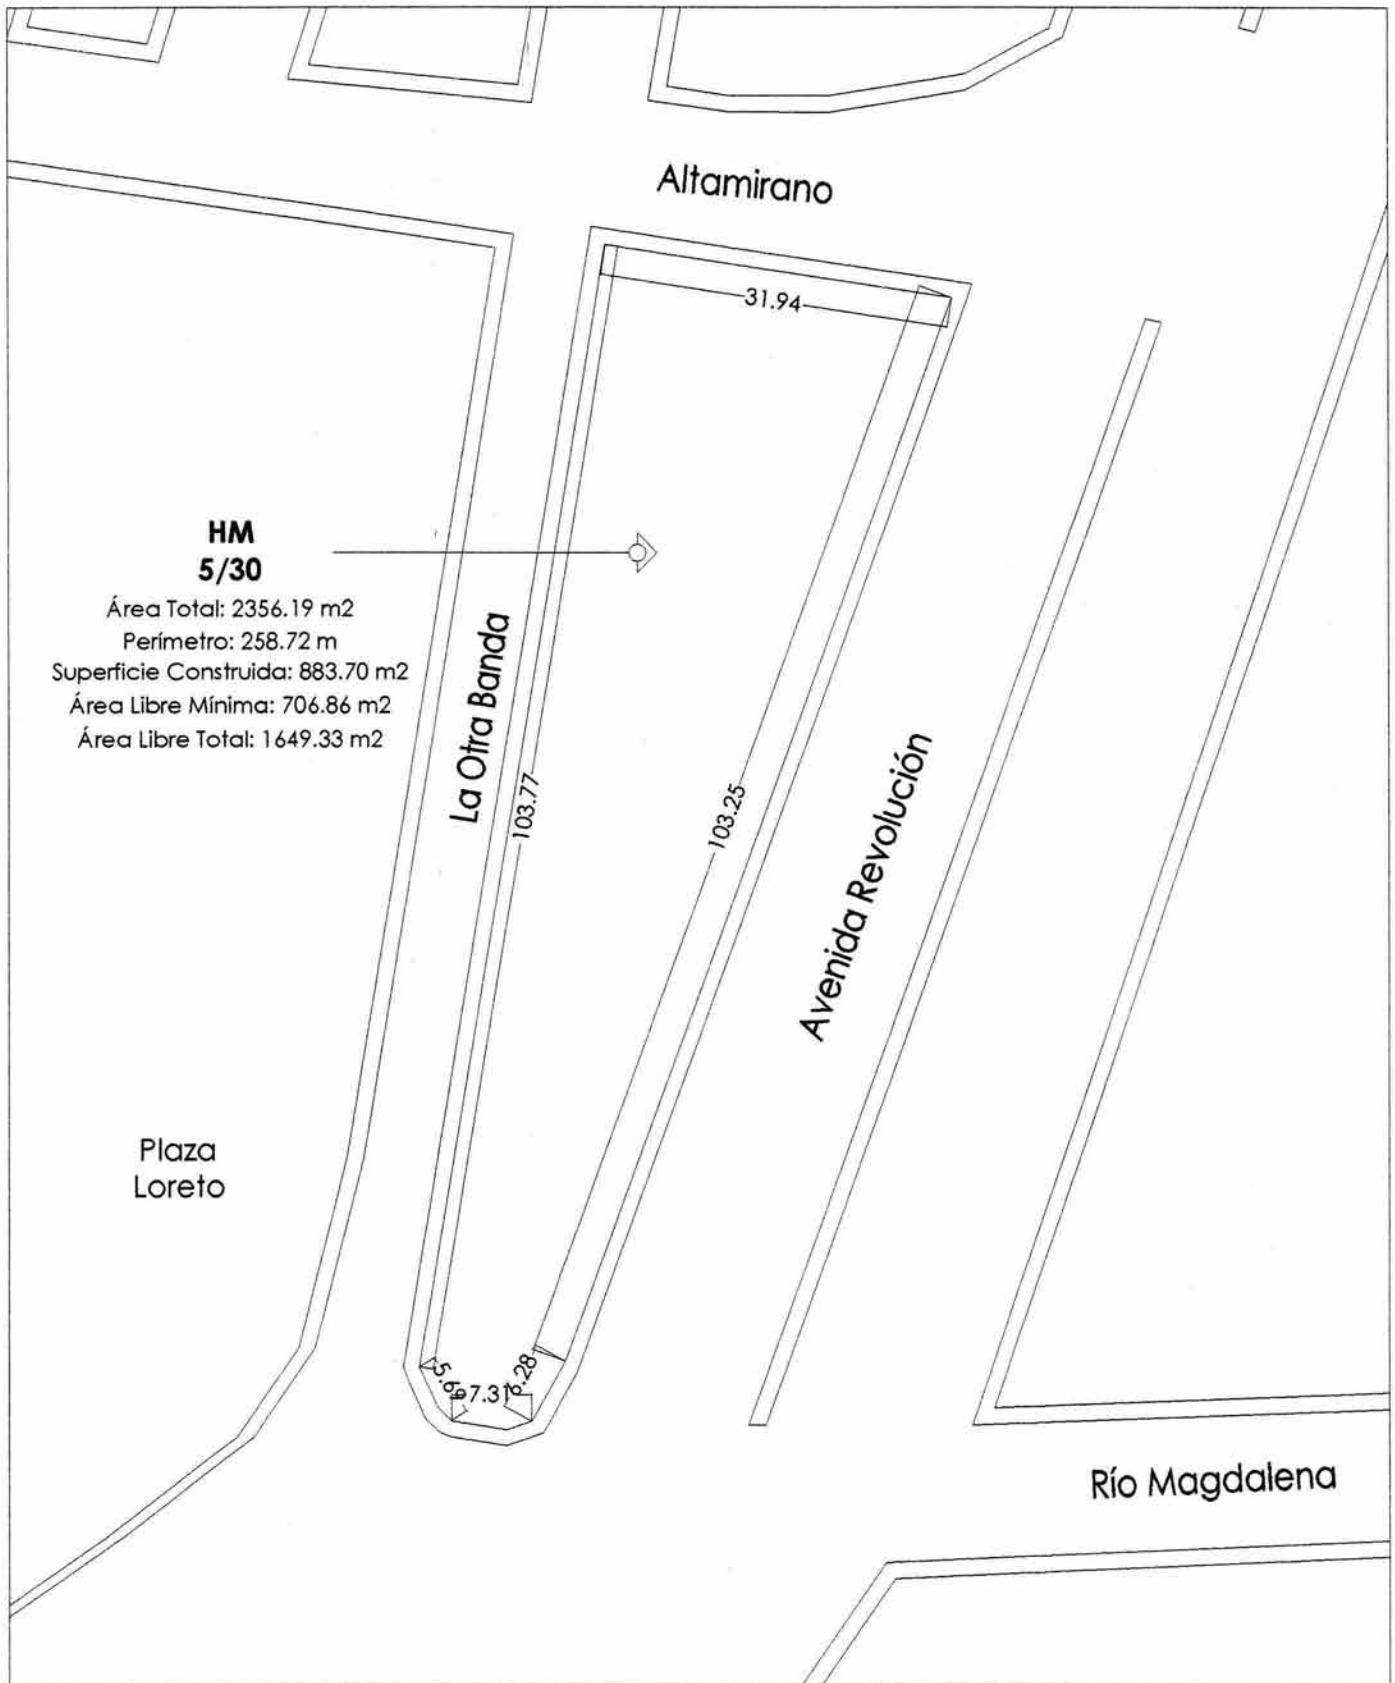 Altamirano
31.94
HM
5/30
Área Total: 2356.19 m2
Perímetro: 258.72 m
Superficie Construida: 883.70 m2
Área Libre Mínima: 706.86 m2
Área Libre Total: 1649.33 m2
La Otra Banda
103.77
103.25
Avenida Revolución
Plaza
Loreto
6.28
7.31
Río Magdalena